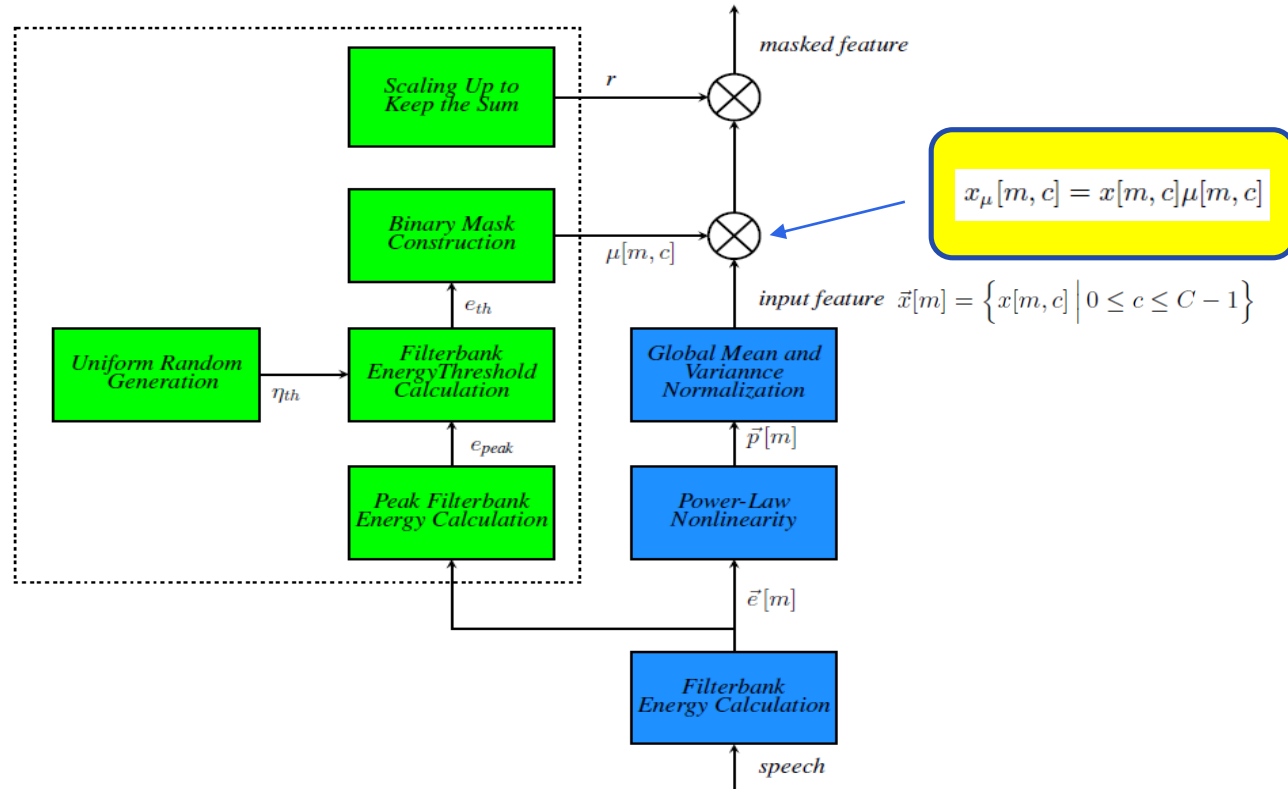 masked feature
Scaling Up to
Keep the Sum
r
x_μ[m, c] = x[m, c]μ[m, c]
Binary Mask
Construction
μ[m, c]
input feature x⃗[m] = {x[m, c] | 0 ≤ c ≤ C − 1}
e_th
Uniform Random
Generation
η_th
Filterbank
EnergyThreshold
Calculation
Global Mean and
Variannce
Normalization
e_peak
p⃗[m]
Peak Filterbank
Energy Calculation
Power-Law
Nonlinearity
e⃗[m]
Filterbank
Energy Calculation
speech